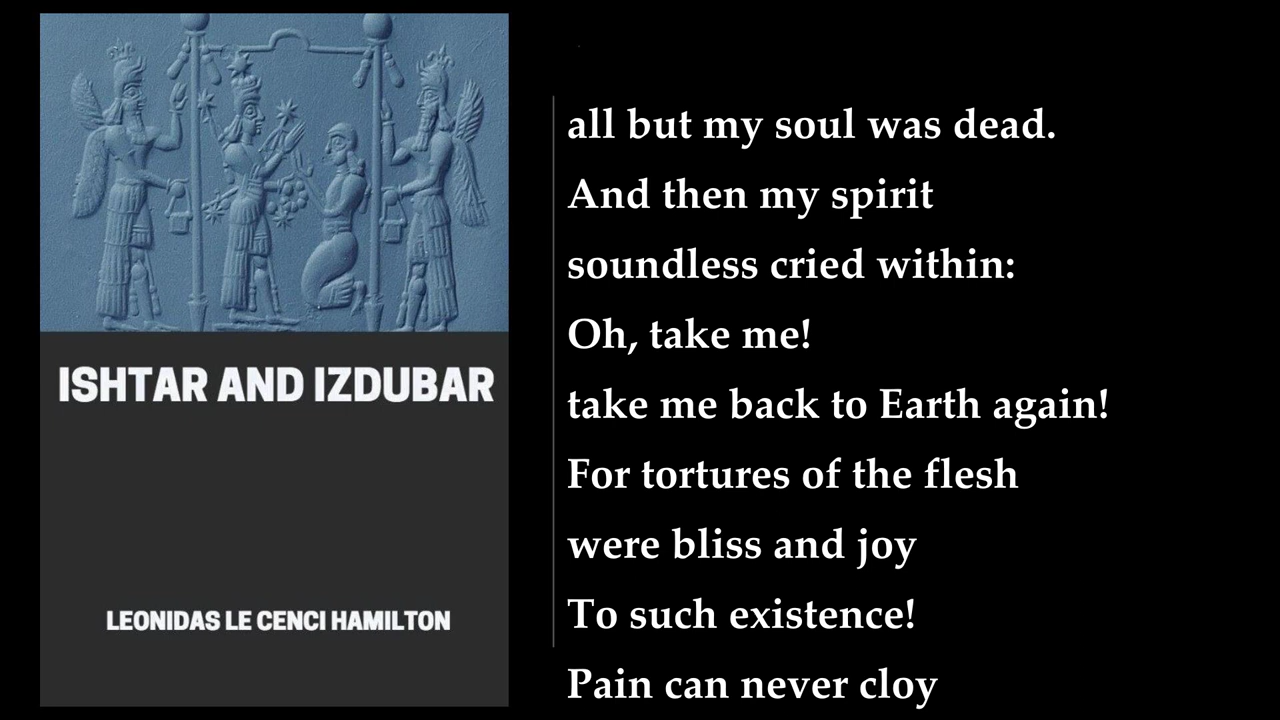 ISHTAR AND IZDUBAR
LEONIDAS LE CENCI HAMILTON
all but my soul was dead.
And then my spirit
soundless cried within:
Oh, take me!
take me back to Earth again!
For tortures of the flesh
were bliss and joy
To such existence!
Pain can never cloy